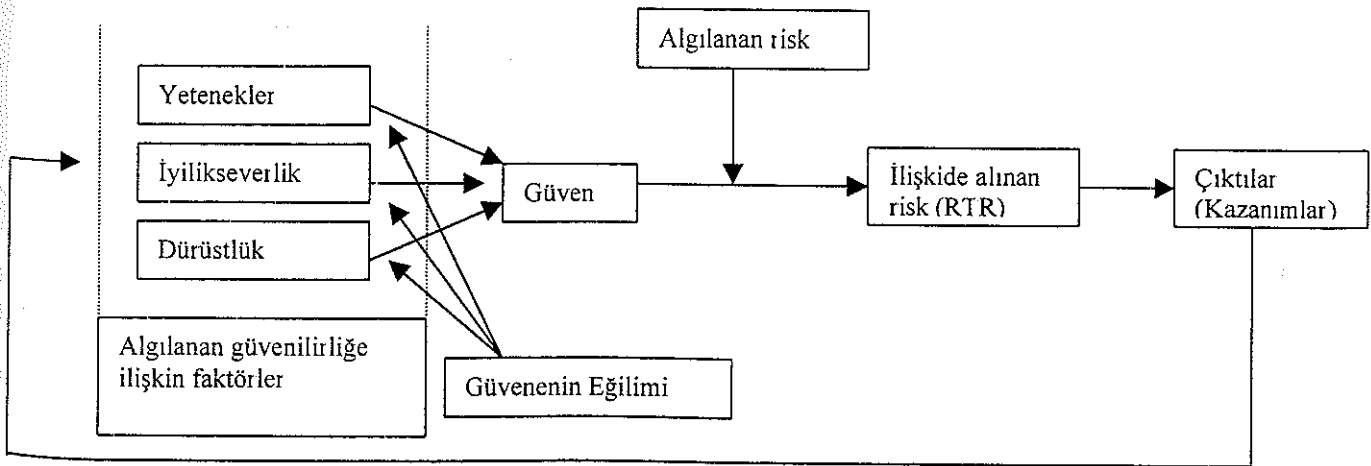 Algılanan risk
Yetenekler
İyilikseverlik
Dürüstlük
Güven
İlişkide alınan
risk (RTR)
Çıktılar
(Kazanımlar)
Algılanan güvenilirliğe
ilişkin faktörler
Güvenenin Eğilimi